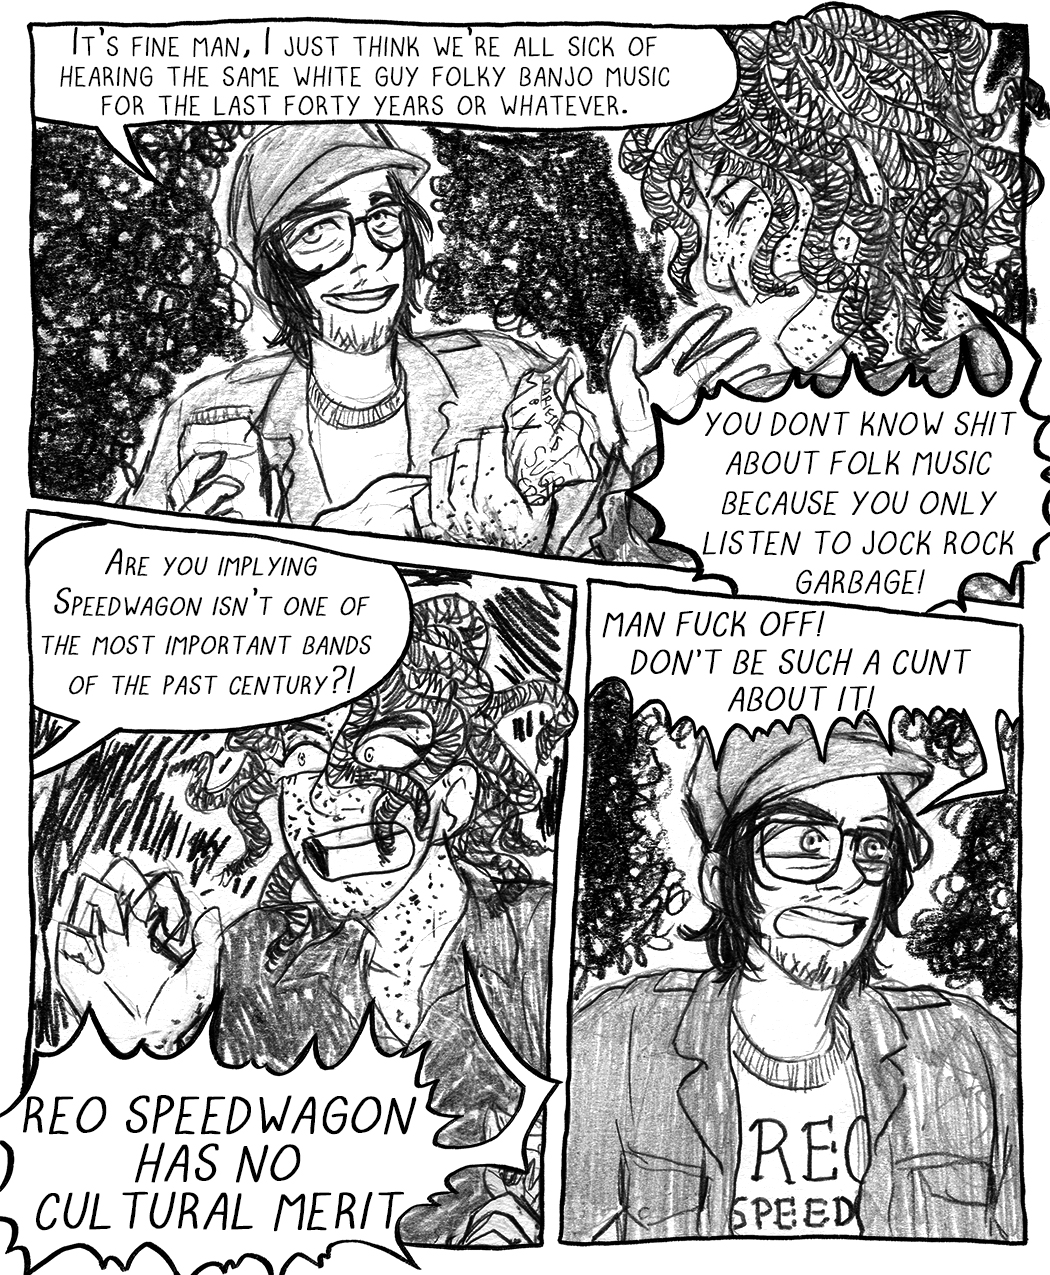 IT'S FINE MAN, I JUST THINK WE'RE ALL SICK OF
HEARING THE SAME WHITE GUY FOLKY BANJO MUSIC
FOR THE LAST FORTY YEARS OR WHATEVER.
YOU DONT KNOW SHIT
ABOUT FOLK MUSIC
BECAUSE YOU ONLY
LISTEN TO JOCK ROCK
GARBAGE!
ARE YOU IMPLYING
SPEEDWAGON ISN'T ONE OF
THE MOST IMPORTANT BANDS
OF THE PAST CENTURY?!
REO SPEEDWAGON
HAS NO
CULTURAL MERIT
MAN FUCK OFF!
DON'T BE SUCH A CUNT
ABOUT IT!
REO
SPEED